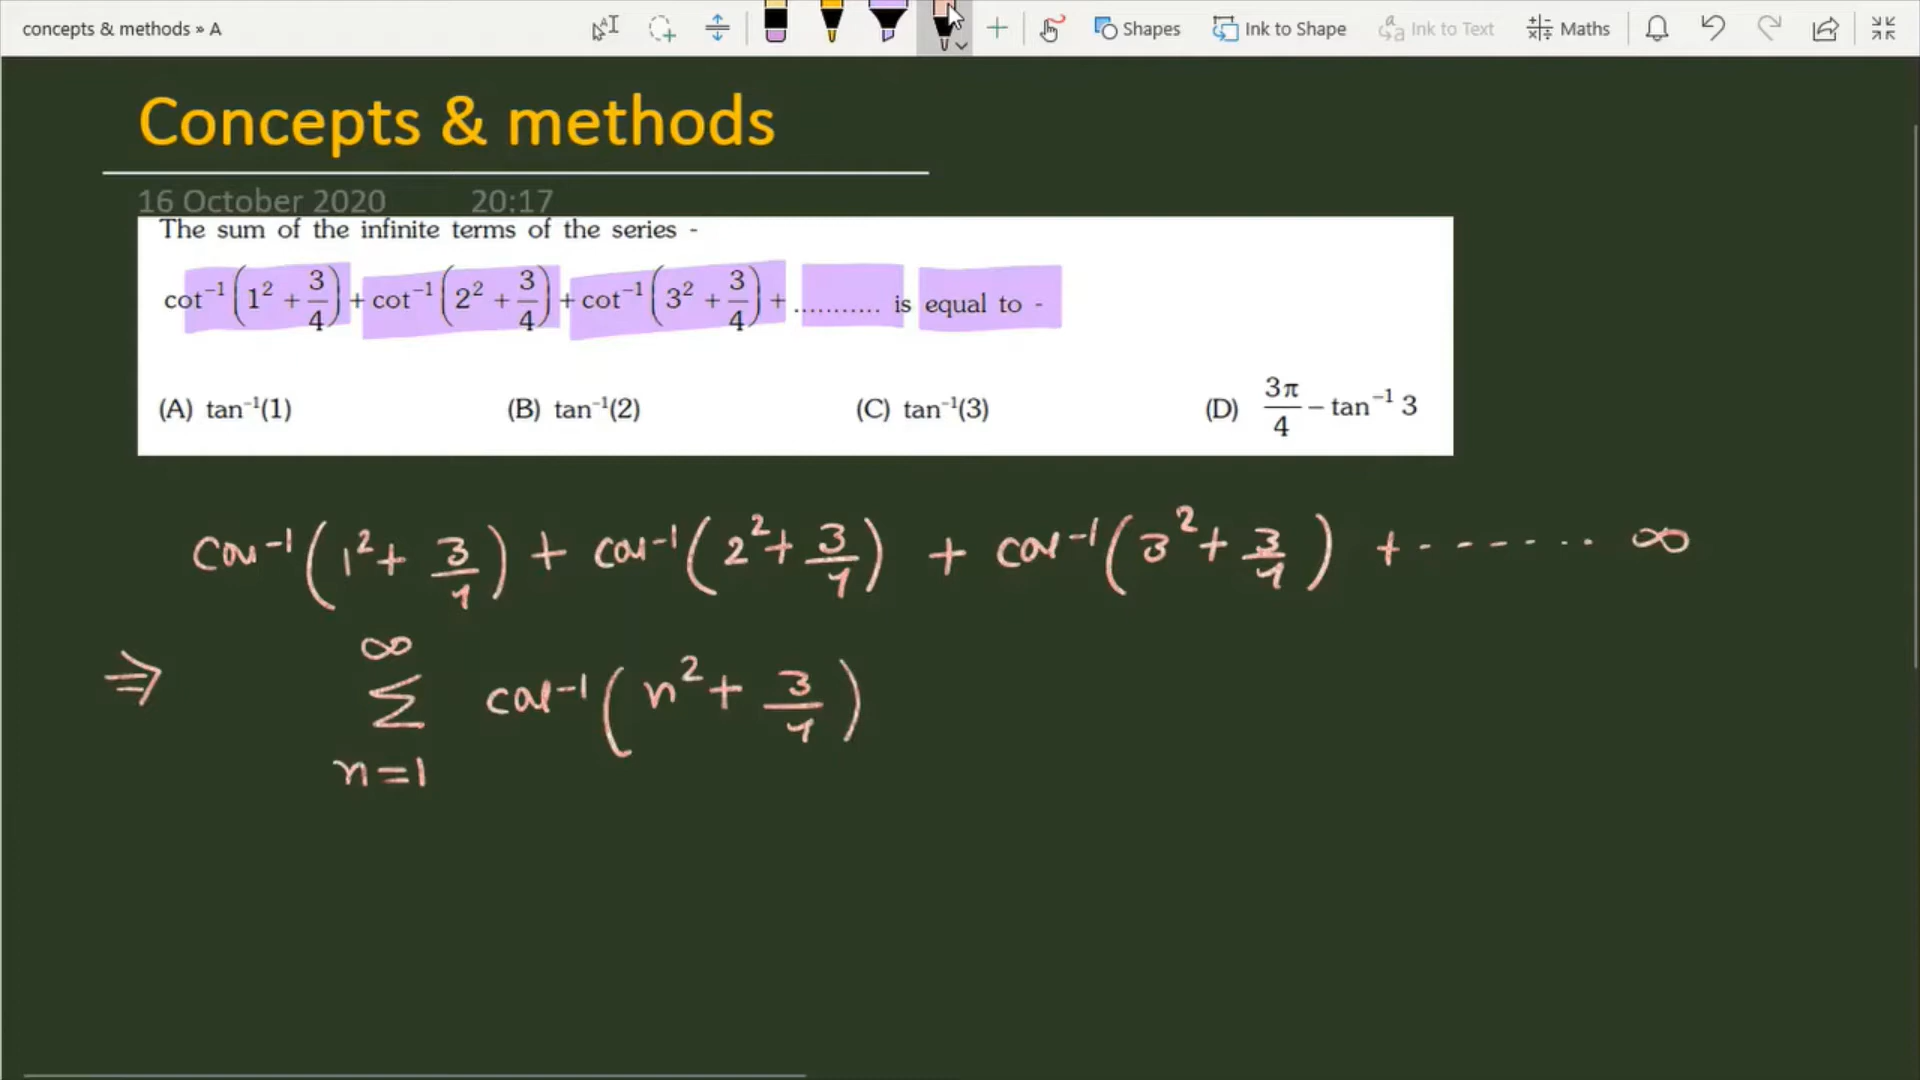 concepts & methods » A
Shapes
Ink to Shape
Ink to Text
Maths
Concepts & methods
16 October 2020 20:17
The sum of the infinite terms of the series -
cot⁻¹(1² + 3/4) + cot⁻¹(2² + 3/4) + cot⁻¹(3² + 3/4) + ........... is equal to -
(A) tan⁻¹(1) (B) tan⁻¹(2) (C) tan⁻¹(3) (D) 3π/4 − tan⁻¹ 3
cot⁻¹(1² + 3/4) + cot⁻¹(2² + 3/4) + cot⁻¹(3² + 3/4) + - - - - - - ∞
⇒ ∞ Σ n=1 cot⁻¹(n² + 3/4)